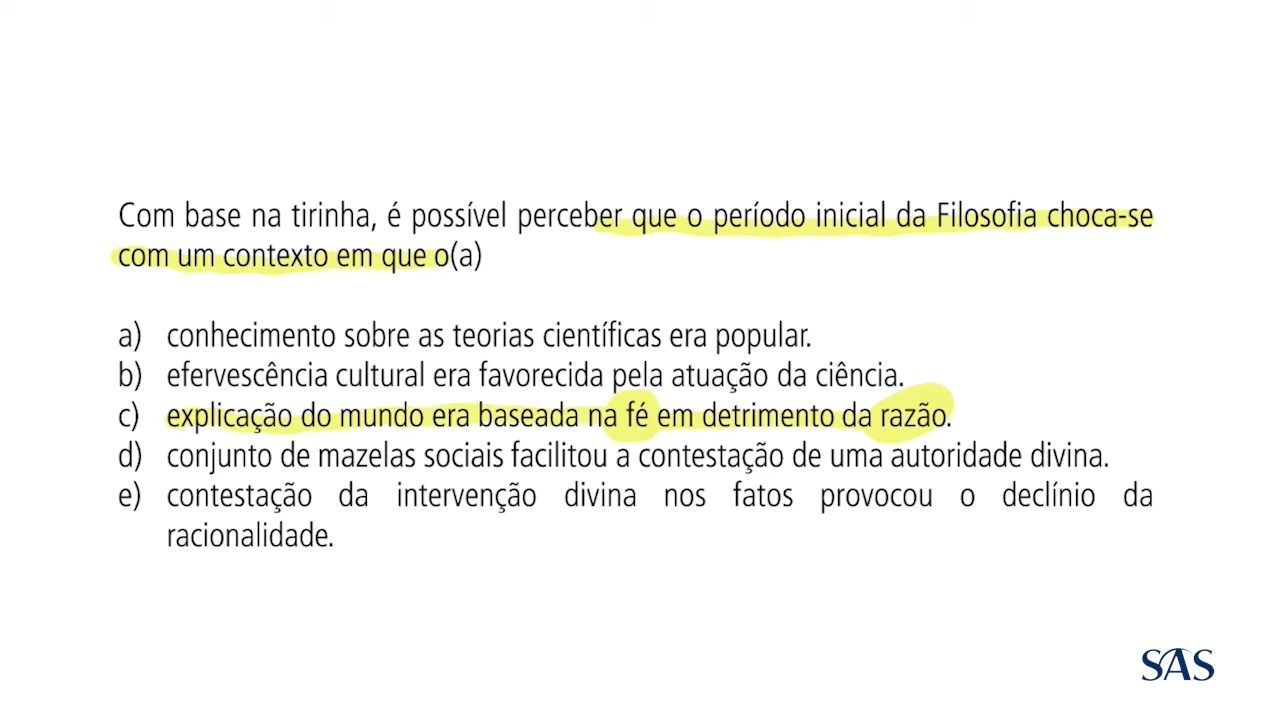 Com base na tirinha, é possível perceber que o período inicial da Filosofia choca-se
com um contexto em que o(a)
a) conhecimento sobre as teorias científicas era popular.
b) efervescência cultural era favorecida pela atuação da ciência.
c) explicação do mundo era baseada na fé em detrimento da razão.
d) conjunto de mazelas sociais facilitou a contestação de uma autoridade divina.
e) contestação da intervenção divina nos fatos provocou o declínio da
racionalidade.
SAS